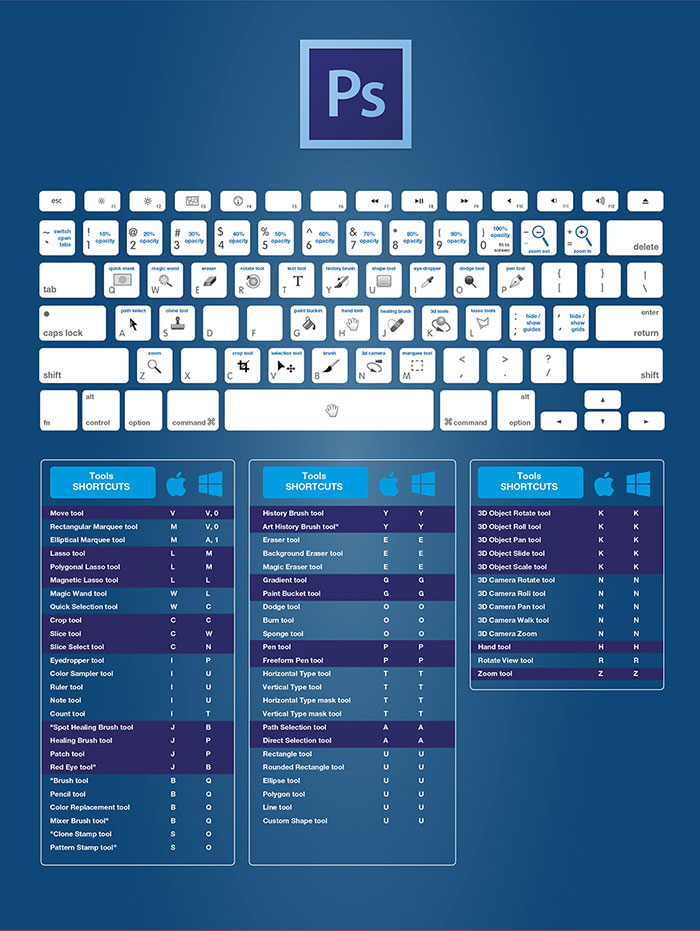 Ps
esc F1 F2 F3 F4 F5 F6 F7 F8 F9 F10 F11 F12
~ ` switch open tabs
! 1 10% opacity
@ 2 20% opacity
# 3 30% opacity
$ 4 40% opacity
% 5 50% opacity
^ 6 60% opacity
& 7 70% opacity
* 8 80% opacity
( 9 90% opacity
) 0 100% opacity fit to screen
- zoom out
+ = zoom in
delete
tab
quick mask Q
magic wand W
eraser E
rotate tool R
text tool T
history brush Y
shape tool U
eye dropper I
dodge tool O
pen tool P
{ [
} ]
| \
caps lock
path select A
clone tool S
D
F
paint bucket G
hand tool H
healing brush J
3d tools K
lasso tools L
: ; hide / show guides
hide / show grids
enter return
shift
zoom Z
X
crop tool C
selection tool V
brush B
3d camera N
marquee tool M
< ,
> .
? /
shift
fn
alt control
option
command ⌘
⌘ command
alt option
Tools SHORTCUTS
Move tool V V, 0
Rectangular Marquee tool M V, 0
Elliptical Marquee tool M A, 1
Lasso tool L M
Polygonal Lasso tool L M
Magnetic Lasso tool L L
Magic Wand tool W L
Quick Selection tool W C
Crop tool C C
Slice tool C W
Slice Select tool C N
Eyedropper tool I P
Color Sampler tool I U
Ruler tool I U
Note tool I U
Count tool I T
"Spot Healing Brush tool J B
Healing Brush tool J P
Patch tool J P
Red Eye tool" J B
"Brush tool B Q
Pencil tool B Q
Color Replacement tool B Q
Mixer Brush tool" B Q
"Clone Stamp tool S O
Pattern Stamp tool" S O
Tools SHORTCUTS
History Brush tool Y Y
Art History Brush tool" Y Y
Eraser tool E E
Background Eraser tool E E
Magic Eraser tool E E
Gradient tool G G
Paint Bucket tool G G
Dodge tool O O
Burn tool O O
Sponge tool O O
Pen tool P P
Freeform Pen tool P P
Horizontal Type tool T T
Vertical Type tool T T
Horizontal Type mask tool T T
Vertical Type mask tool T T
Path Selection tool A A
Direct Selection tool A A
Rectangle tool U U
Rounded Rectangle tool U U
Ellipse tool U U
Polygon tool U U
Line tool U U
Custom Shape tool U U
Tools SHORTCUTS
3D Object Rotate tool K K
3D Object Roll tool K K
3D Object Pan tool K K
3D Object Slide tool K K
3D Object Scale tool K K
3D Camera Rotate tool N N
3D Camera Roll tool N N
3D Camera Pan tool N N
3D Camera Walk tool N N
3D Camera Zoom N N
Hand tool H H
Rotate View tool R R
Zoom tool Z Z